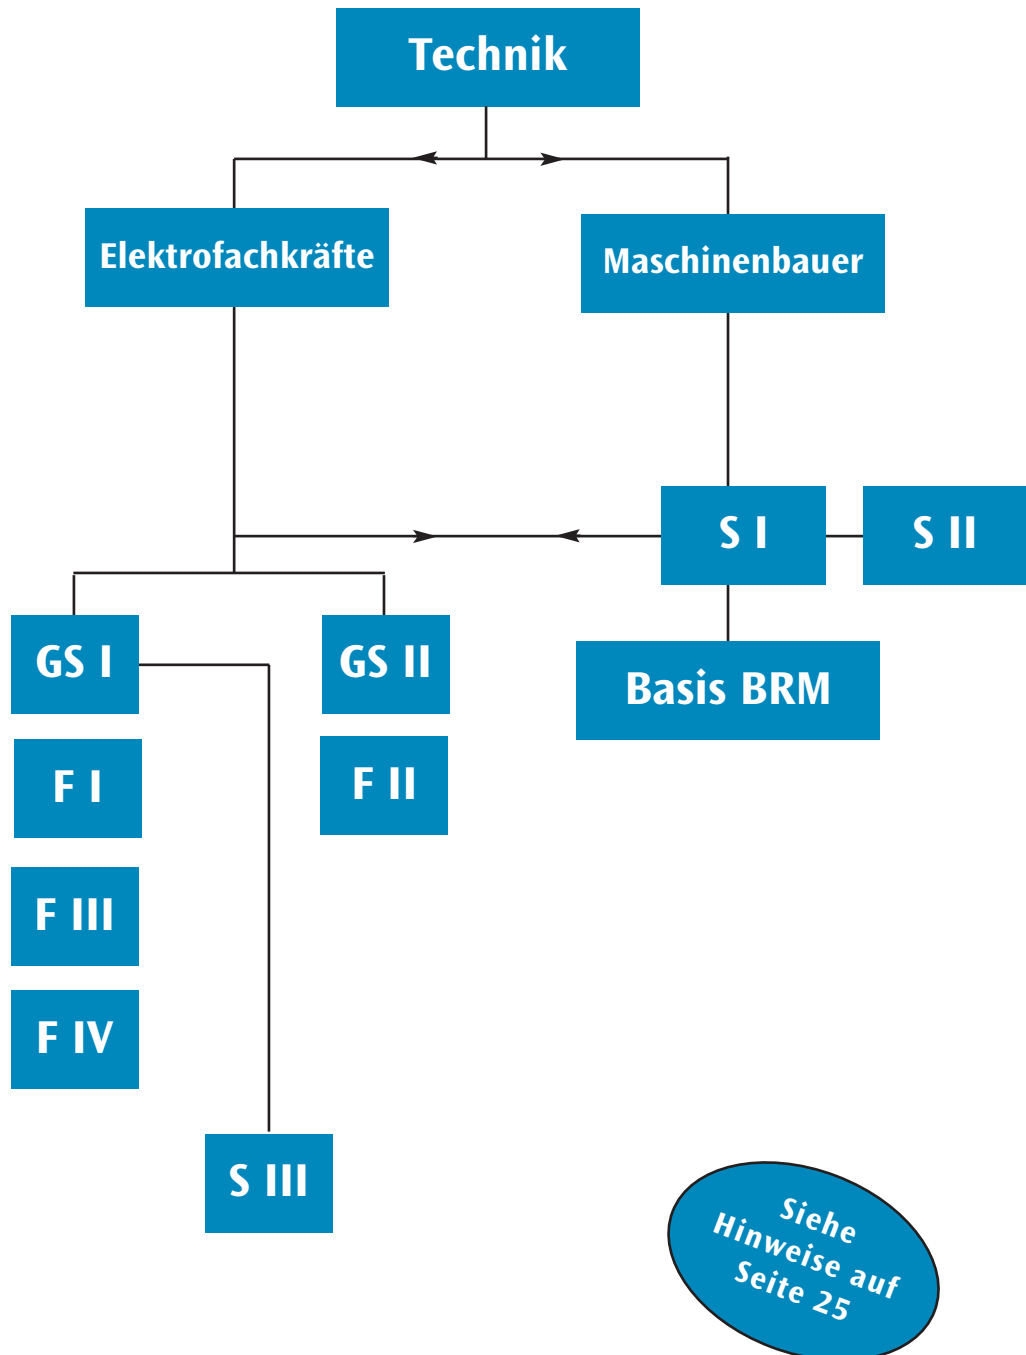 Technik
Elektrofachkräfte
Maschinenbauer
S I
S II
GS I
GS II
Basis BRM
F I
F II
F III
F IV
S III
Siehe
Hinweise auf
Seite 25